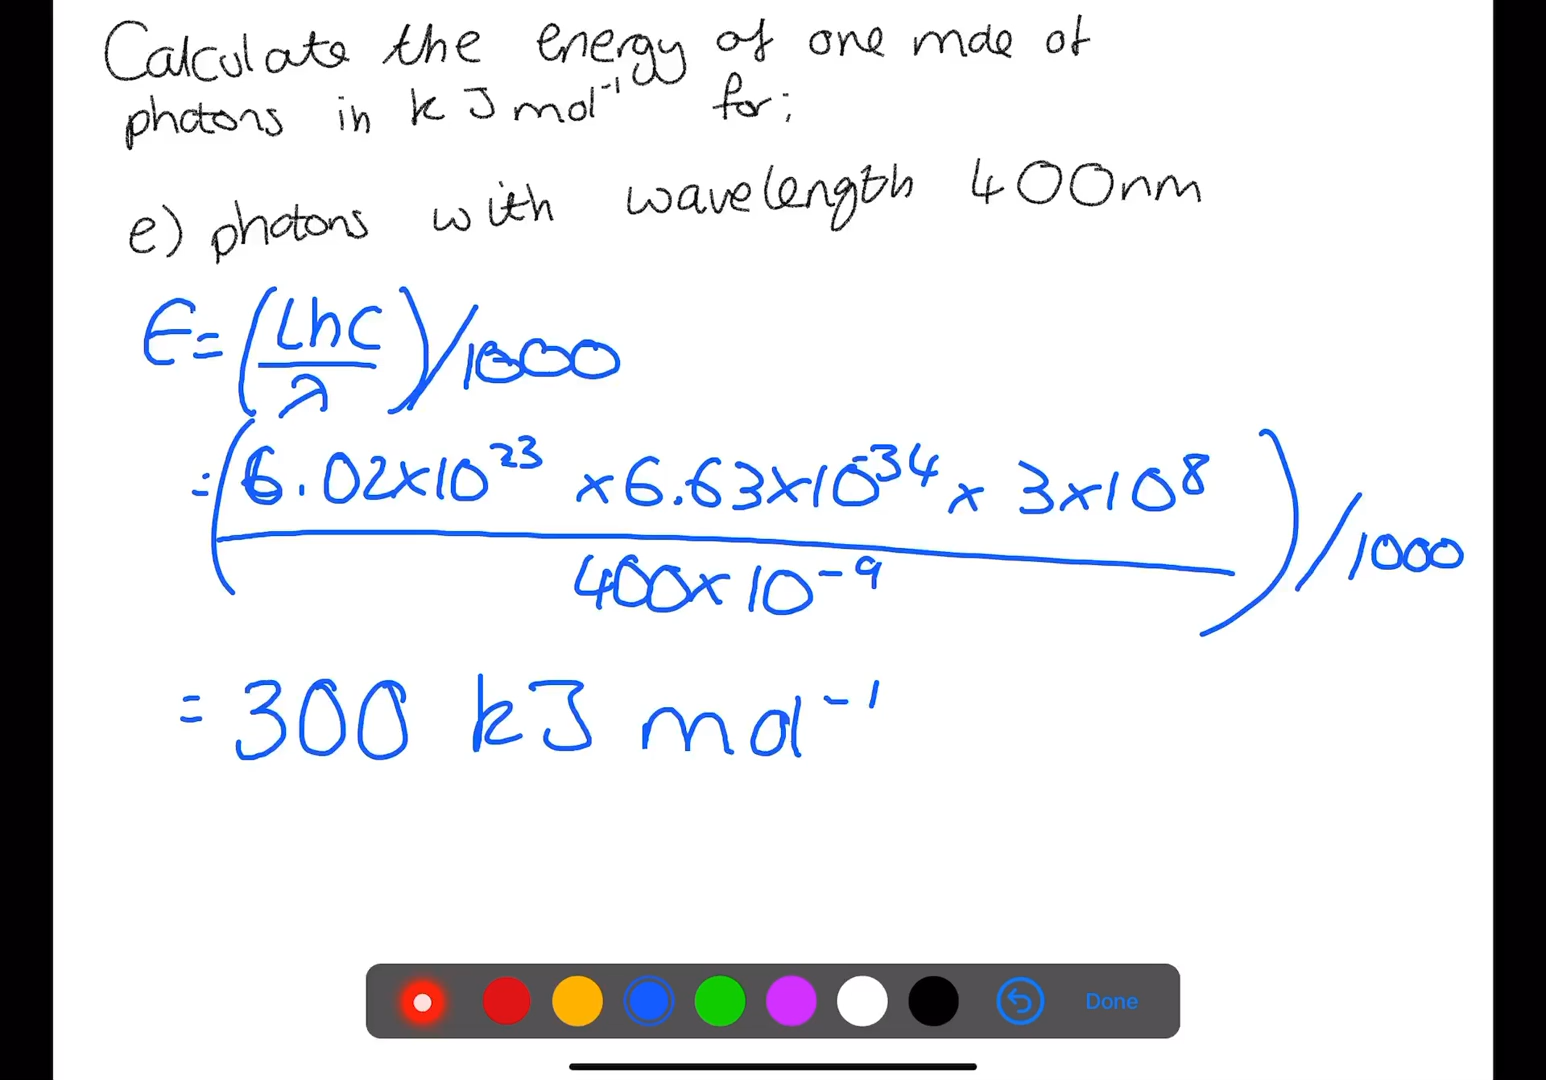 Calculate the energy of one mole of
photons in kJ mol⁻¹ for:
e) photons with wavelength 400nm
E = (Lhc / λ) / 1000
= (6.02×10²³ × 6.63×10⁻³⁴ × 3×10⁸ / 400×10⁻⁹) / 1000
= 300 kJ mol⁻¹
Done